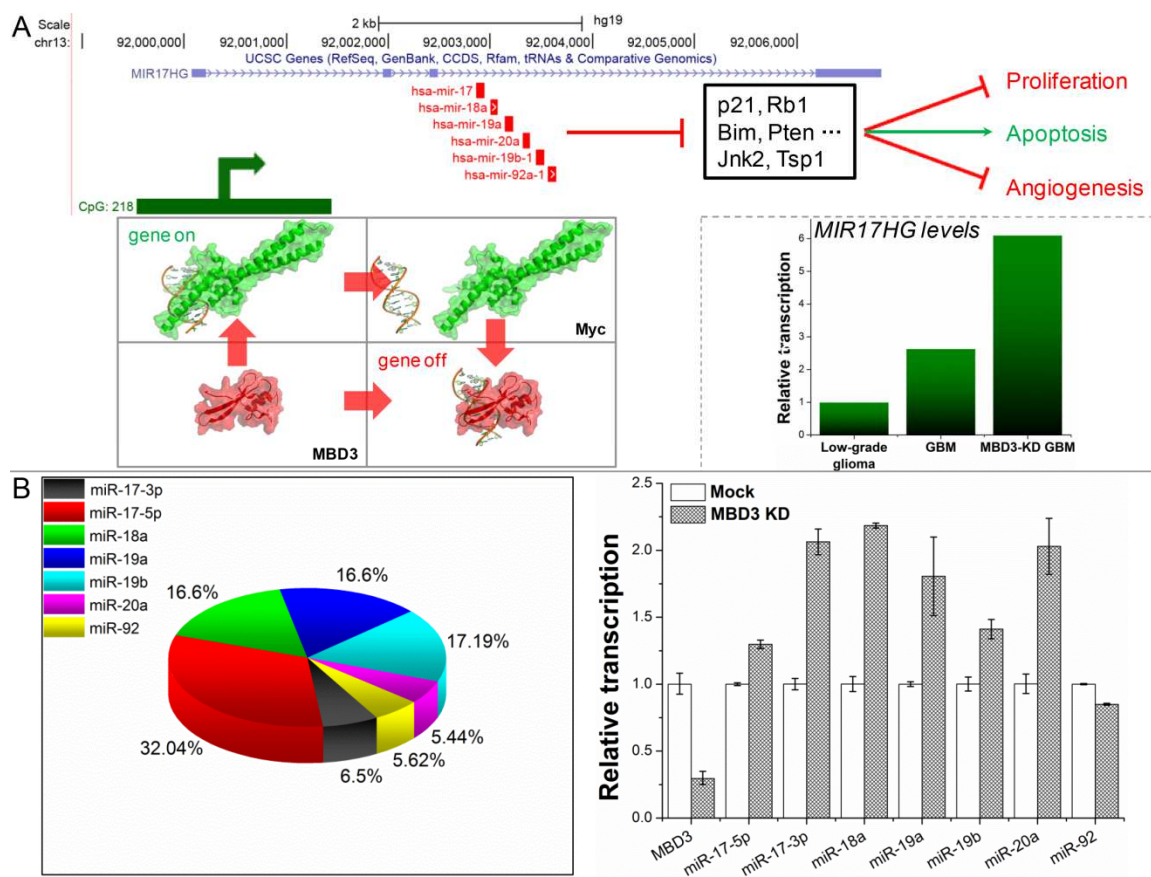 A
Scale
2 kb
hg19
chr13:
92,000,000
92,001,000
92,002,000
92,003,000
92,004,000
92,005,000
92,006,000
UCSC Genes (RefSeq, GenBank, CCDS, Rfam, tRNAs & Comparative Genomics)
MIR17HG
hsa-mir-17
hsa-mir-18a
hsa-mir-19a
hsa-mir-20a
hsa-mir-19b-1
hsa-mir-92a-1
p21, Rb1
Bim, Pten ···
Jnk2, Tsp1
Proliferation
Apoptosis
Angiogenesis
CpG: 218
gene on
Myc
gene off
MBD3
MIR17HG levels
Relative transcription
6
5
4
3
2
1
0
Low-grade
glioma
GBM
MBD3-KD GBM
B
miR-17-3p
miR-17-5p
miR-18a
miR-19a
miR-19b
miR-20a
miR-92
16.6%
16.6%
17.19%
5.44%
5.62%
6.5%
32.04%
Mock
MBD3 KD
Relative transcription
2.5
2.0
1.5
1.0
0.5
0.0
MBD3
miR-17-5p
miR-17-3p
miR-18a
miR-19a
miR-19b
miR-20a
miR-92